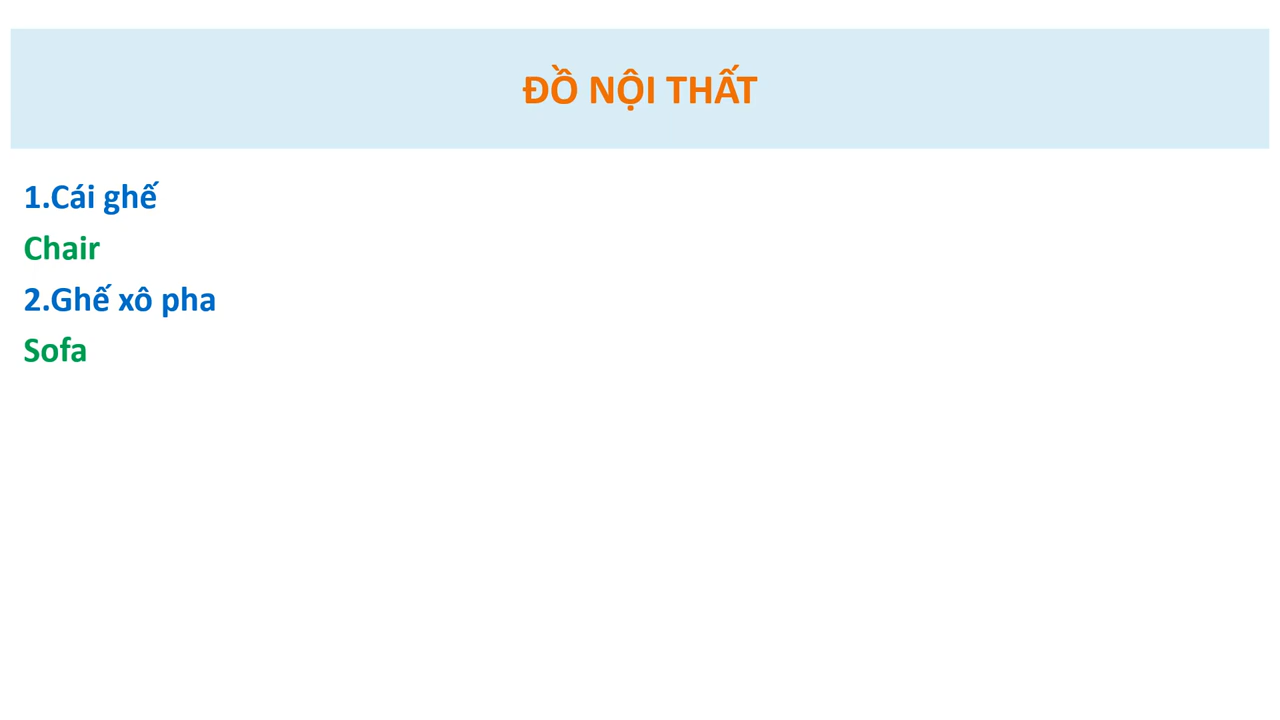 ĐỒ NỘI THẤT
1.Cái ghế
Chair
2.Ghế xô pha
Sofa